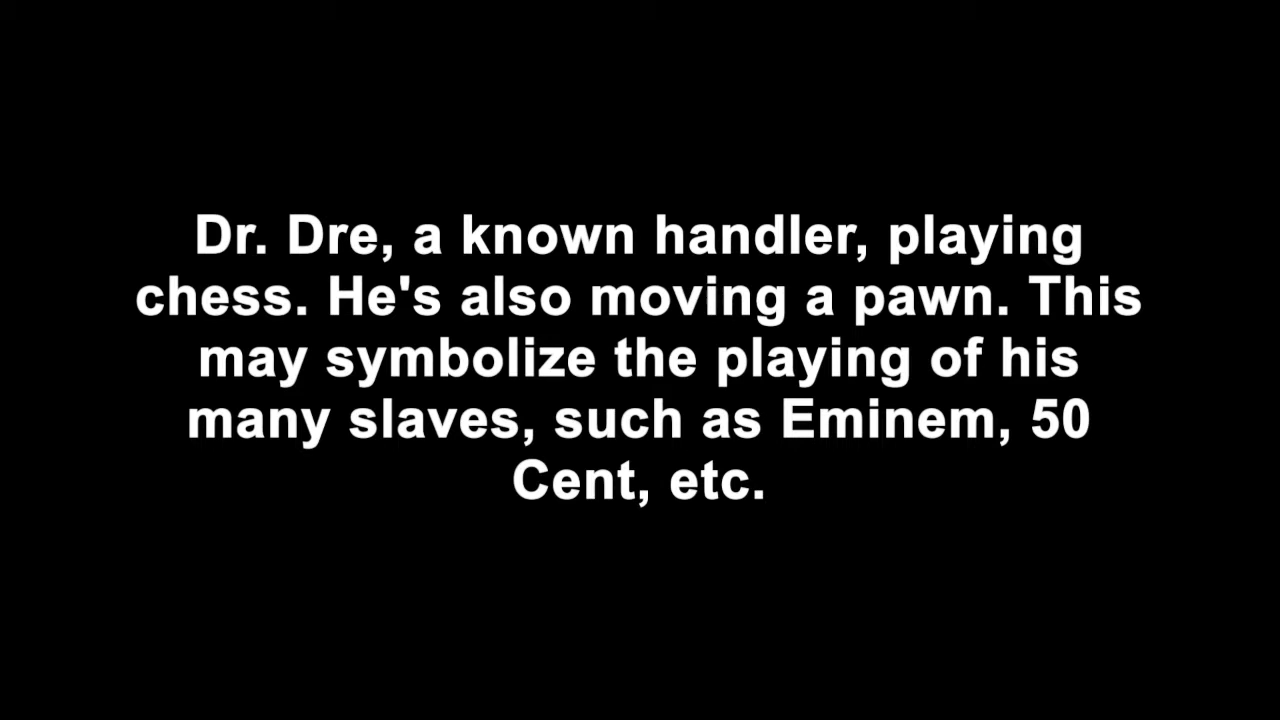 Dr. Dre, a known handler, playing
chess. He's also moving a pawn. This
may symbolize the playing of his
many slaves, such as Eminem, 50
Cent, etc.